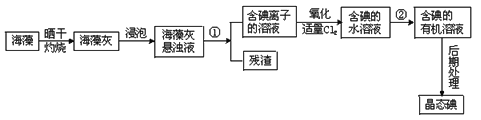 海藻
晒干
灼烧
海藻灰
浸泡
海藻灰
悬浊液
①
含碘离子
的溶液
残渣
氧化
适量Cl₂
含碘的
水溶液
②
含碘的
有机溶液
后期处理
晶态碘